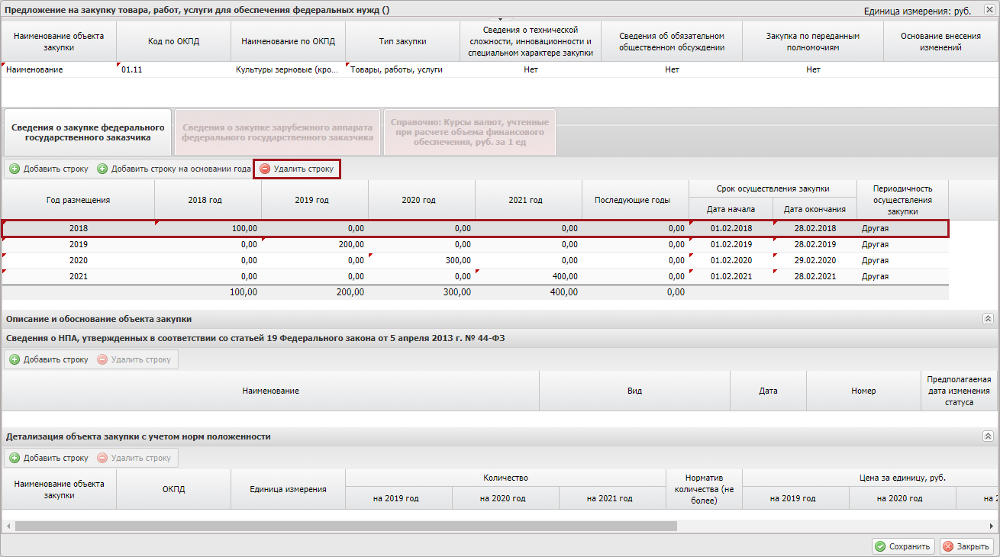 Предложение на закупку товара, работ, услуги для обеспечения федеральных нужд ()
Единица измерения: руб.
Наименование объекта закупки
Код по ОКПД
Наименование по ОКПД
Тип закупки
Сведения о технической сложности, инновационности и специальном характере закупки
Сведения об обязательном общественном обсуждении
Закупка по переданным полномочиям
Основание внесения изменений
Наименование 01.11 Культуры зерновые (кро... Товары, работы, услуги Нет Нет Нет
Сведения о закупке федерального государственного заказчика
Сведения о закупке зарубежного аппарата федерального государственного заказчика
Справочно: Курсы валют, учтенные при расчете объема финансового обеспечения, руб. за 1 ед
Добавить строку Добавить строку на основании года Удалить строку
Год размещения 2018 год 2019 год 2020 год 2021 год Последующие годы
Срок осуществления закупки
Дата начала Дата окончания
Периодичность осуществления закупки
2018 100,00 0,00 0,00 0,00 0,00 01.02.2018 28.02.2018 Другая
2019 0,00 200,00 0,00 0,00 0,00 01.02.2019 28.02.2019 Другая
2020 0,00 0,00 300,00 0,00 0,00 01.02.2020 29.02.2020 Другая
2021 0,00 0,00 0,00 400,00 0,00 01.02.2021 28.02.2021 Другая
100,00 200,00 300,00 400,00 0,00
Описание и обоснование объекта закупки
Сведения о НПА, утвержденных в соответствии со статьей 19 Федерального закона от 5 апреля 2013 г. № 44-ФЗ
Добавить строку Удалить строку
Наименование Вид Дата Номер
Предполагаемая дата изменения статуса
Детализация объекта закупки с учетом норм положенности
Добавить строку Удалить строку
Наименование объекта закупки
ОКПД Единица измерения
Количество
на 2019 год на 2020 год на 2021 год
Норматив количества (не более)
Цена за единицу, руб.
на 2019 год на 2020 год на 2
Сохранить Закрыть